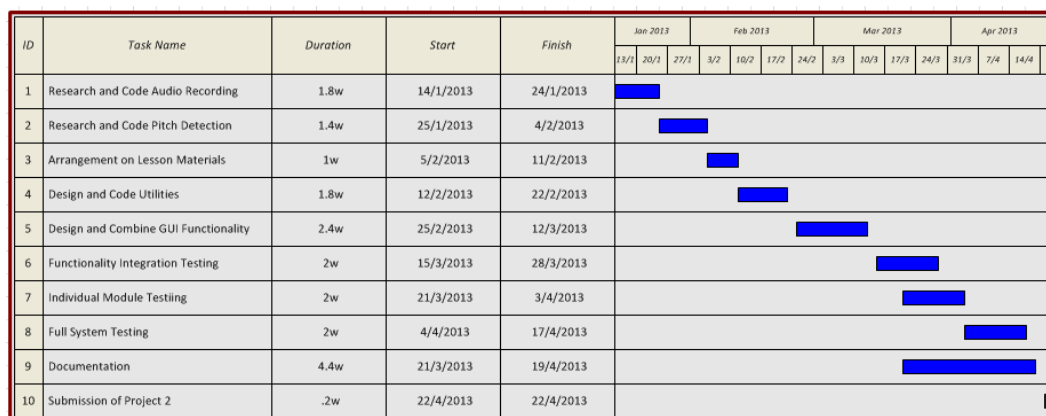 ID Task Name Duration Start Finish Jan 2013 Feb 2013 Mar 2013 Apr 2013
13/1 20/1 27/1 3/2 10/2 17/2 24/2 3/3 10/3 17/3 24/3 31/3 7/4 14/4
1 Research and Code Audio Recording 1.8w 14/1/2013 24/1/2013
2 Research and Code Pitch Detection 1.4w 25/1/2013 4/2/2013
3 Arrangement on Lesson Materials 1w 5/2/2013 11/2/2013
4 Design and Code Utilities 1.8w 12/2/2013 22/2/2013
5 Design and Combine GUI Functionality 2.4w 25/2/2013 12/3/2013
6 Functionality Integration Testing 2w 15/3/2013 28/3/2013
7 Individual Module Testiing 2w 21/3/2013 3/4/2013
8 Full System Testing 2w 4/4/2013 17/4/2013
9 Documentation 4.4w 21/3/2013 19/4/2013
10 Submission of Project 2 .2w 22/4/2013 22/4/2013